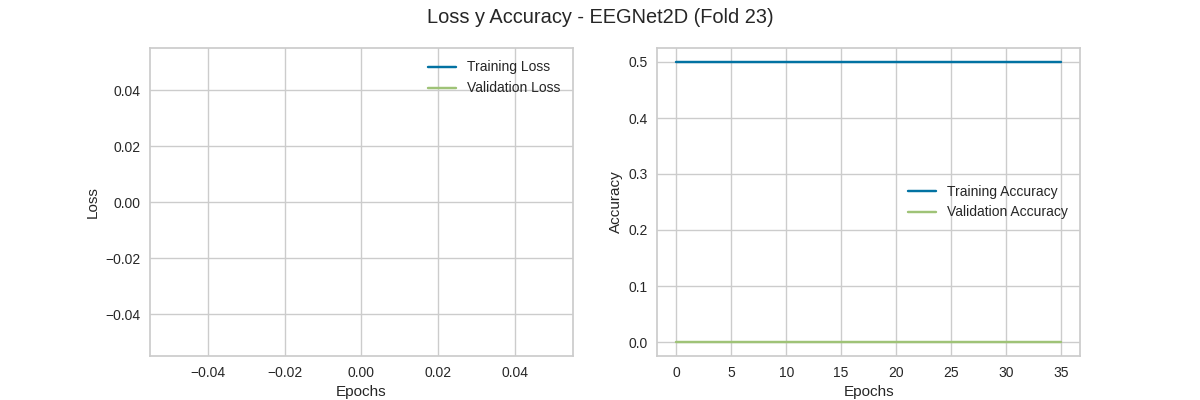 Loss y Accuracy - EEGNet2D (Fold 23)
Training Loss
Validation Loss
0.04
0.02
0.00
−0.02
−0.04
Loss
−0.04
−0.02
0.00
0.02
0.04
Epochs
0.5
0.4
0.3
0.2
0.1
0.0
Accuracy
Training Accuracy
Validation Accuracy
0
5
10
15
20
25
30
35
Epochs